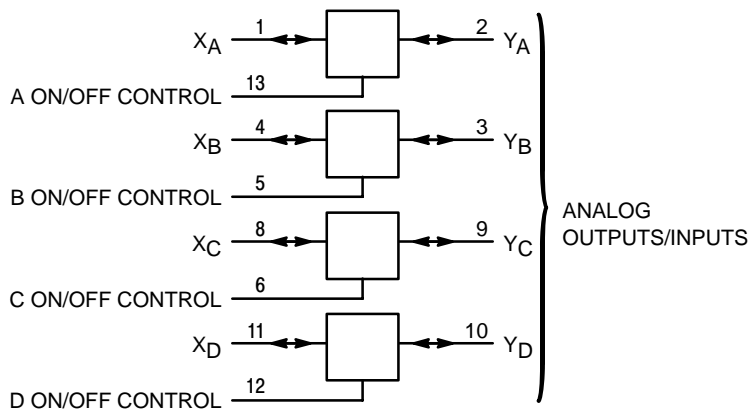 XA 1 2 YA
A ON/OFF CONTROL 13
XB 4 3 YB
B ON/OFF CONTROL 5
XC 8 9 YC
C ON/OFF CONTROL 6
XD 11 10 YD
D ON/OFF CONTROL 12
ANALOG
OUTPUTS/INPUTS